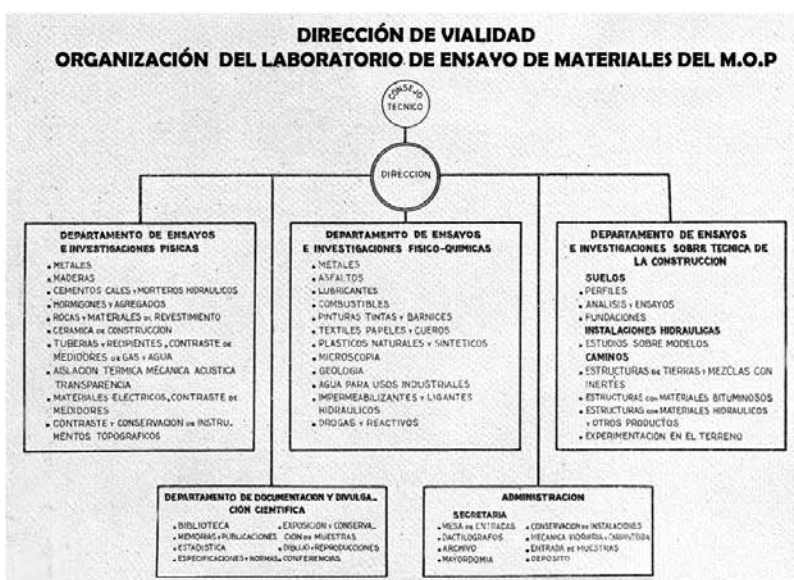 DIRECCIÓN DE VIALIDAD
ORGANIZACIÓN DEL LABORATORIO DE ENSAYO DE MATERIALES DEL M.O.P
CONSEJO
TECNICO
DIRECCION
DEPARTAMENTO DE ENSAYOS
E INVESTIGACIONES FISICAS
• METALES
• MADERAS
• CEMENTOS CALES Y MORTEROS HIDRAULICOS
• HORMIGONES Y AGREGADOS
• ROCAS Y MATERIALES DE REVESTIMIENTO
• CERAMICA DE CONSTRUCCION
• TUBERIAS Y RECIPIENTES, CONTRASTE DE
MEDIDORES DE GAS Y AGUA
• AISLACION TERMICA MECANICA ACUSTICA
TRANSPARENCIA
• MATERIALES ELECTRICOS, CONTRASTE DE
MEDIDORES
• CONTRASTE Y CONSERVACION DE INSTRU-
MENTOS TOPOGRAFICOS
DEPARTAMENTO DE ENSAYOS
E INVESTIGACIONES FISICO-QUIMICAS
• METALES
• ASFALTOS
• LUBRICANTES
• COMBUSTIBLES
• PINTURAS TINTAS Y BARNICES
• TEXTILES PAPELES Y CUEROS
• PLASTICOS NATURALES Y SINTETICOS
• MICROSCOPIA
• GEOLOGIA
• AGUA PARA USOS INDUSTRIALES
• IMPERMEABILIZANTES Y LIGANTES
HIDRAULICOS
• DROGAS Y REACTIVOS
DEPARTAMENTO DE ENSAYOS
E INVESTIGACIONES SOBRE TECNICA DE
LA CONSTRUCCION
SUELOS
• PERFILES
• ANALISIS Y ENSAYOS
• FUNDACIONES
INSTALACIONES HIDRAULICAS
• ESTUDIOS SOBRE MODELOS
CAMINOS
• ESTRUCTURAS DE TIERRAS Y MEZCLAS CON
INERTES
• ESTRUCTURAS CON MATERIALES BITUMINOSOS
• ESTRUCTURAS CON MATERIALES HIDRAULICOS
Y OTROS PRODUCTOS
• EXPERIMENTACION EN EL TERRENO
DEPARTAMENTO DE DOCUMENTACION Y DIVULGA-
CION CIENTIFICA
• BIBLIOTECA
• MEMORIAS Y PUBLICACIONES
• ESTADISTICA
• ESPECIFICACIONES Y NORMAS
• EXPOSICION Y CONSERVA-
CION DE MUESTRAS
• DIBUJO Y REPRODUCCIONES
• CONFERENCIAS
ADMINISTRACION
SECRETARIA
• MESA DE ENTRADAS
• DACTILOGRAFOS
• ARCHIVO
• MAYORDOMIA
• CONSERVACION DE INSTALACIONES
• MECANICA VIDRIERIA Y CARPINTERIA
• ENTRADA DE MUESTRAS
• DEPOSITO